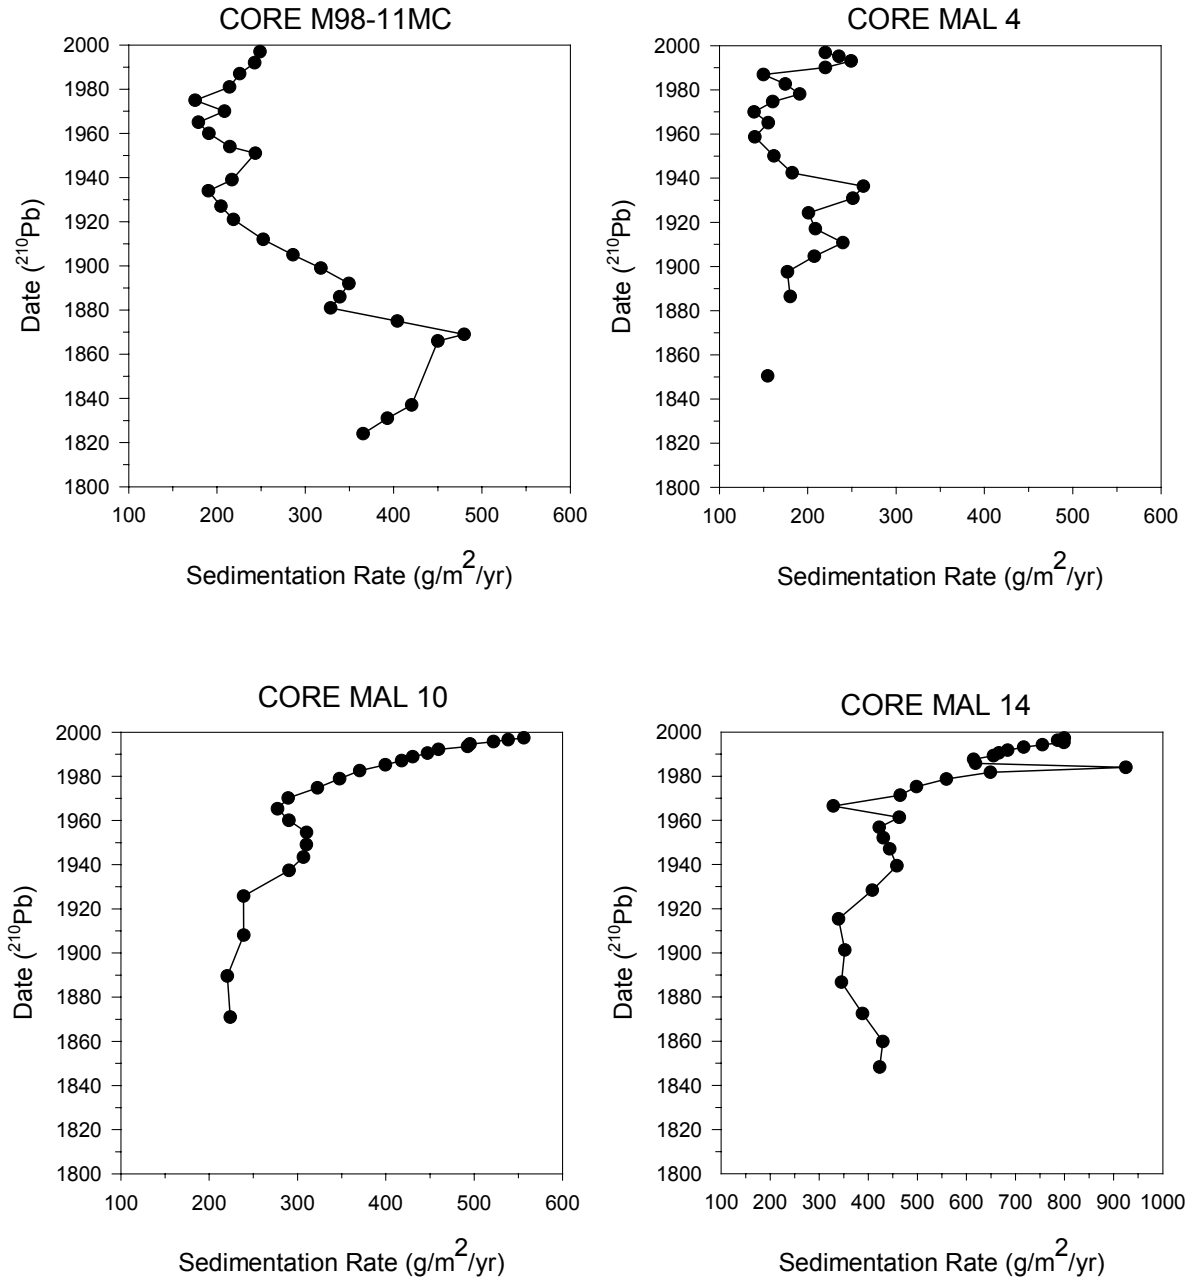 CORE M98-11MC
2000
1980
1960
1940
1920
1900
1880
1860
1840
1820
1800
Date (²¹⁰Pb)
100 200 300 400 500 600
Sedimentation Rate (g/m²/yr)
CORE MAL 4
2000
1980
1960
1940
1920
1900
1880
1860
1840
1820
1800
Date (²¹⁰Pb)
100 200 300 400 500 600
Sedimentation Rate (g/m²/yr)
CORE MAL 10
2000
1980
1960
1940
1920
1900
1880
1860
1840
1820
1800
Date (²¹⁰Pb)
100 200 300 400 500 600
Sedimentation Rate (g/m²/yr)
CORE MAL 14
2000
1980
1960
1940
1920
1900
1880
1860
1840
1820
1800
Date (²¹⁰Pb)
100 200 300 400 500 600 700 800 900 1000
Sedimentation Rate (g/m²/yr)